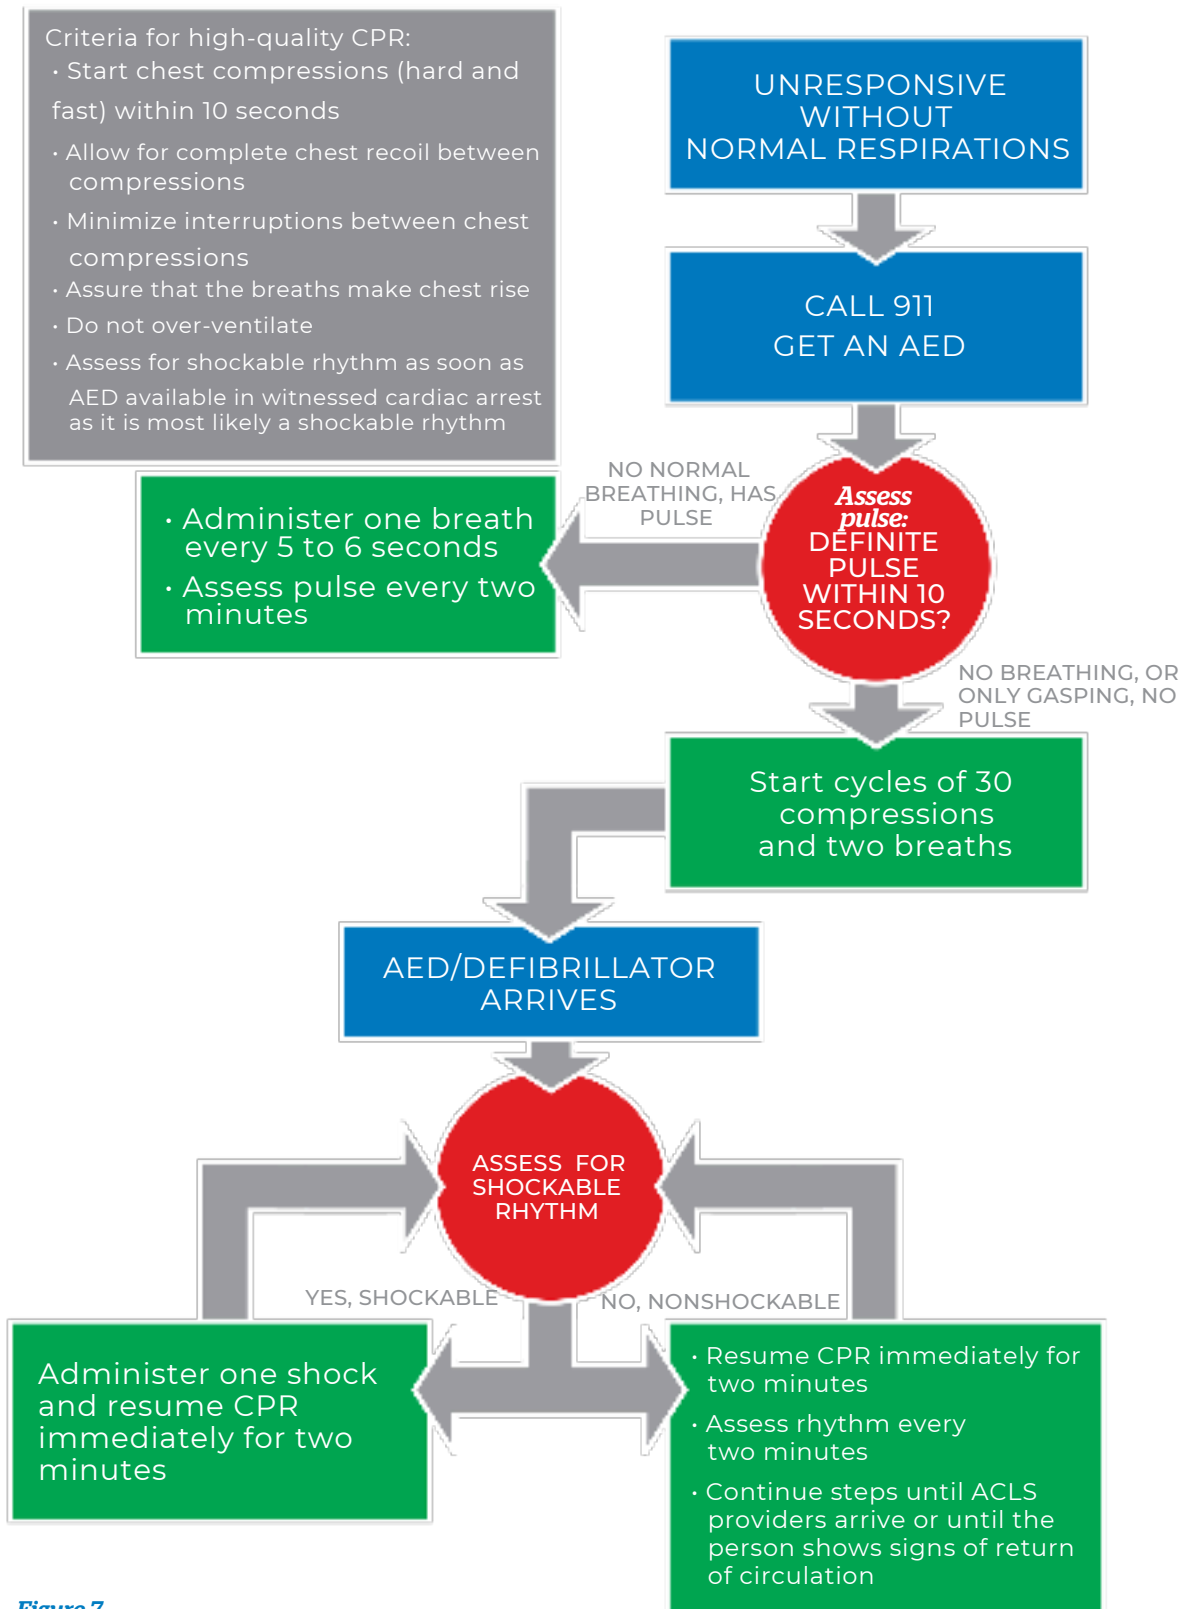 Criteria for high-quality CPR:
• Start chest compressions (hard and
fast) within 10 seconds
• Allow for complete chest recoil between
compressions
• Minimize interruptions between chest
compressions
• Assure that the breaths make chest rise
• Do not over-ventilate
• Assess for shockable rhythm as soon as
AED available in witnessed cardiac arrest
as it is most likely a shockable rhythm
UNRESPONSIVE
WITHOUT
NORMAL RESPIRATIONS
CALL 911
GET AN AED
NO NORMAL
BREATHING, HAS
PULSE
Assess
pulse:
DEFINITE
PULSE
WITHIN 10
SECONDS?
• Administer one breath
every 5 to 6 seconds
• Assess pulse every two
minutes
NO BREATHING, OR
ONLY GASPING, NO
PULSE
Start cycles of 30
compressions
and two breaths
AED/DEFIBRILLATOR
ARRIVES
ASSESS FOR
SHOCKABLE
RHYTHM
YES, SHOCKABLE
NO, NONSHOCKABLE
Administer one shock
and resume CPR
immediately for two
minutes
• Resume CPR immediately for
two minutes
• Assess rhythm every
two minutes
• Continue steps until ACLS
providers arrive or until the
person shows signs of return
of circulation
Figure 7